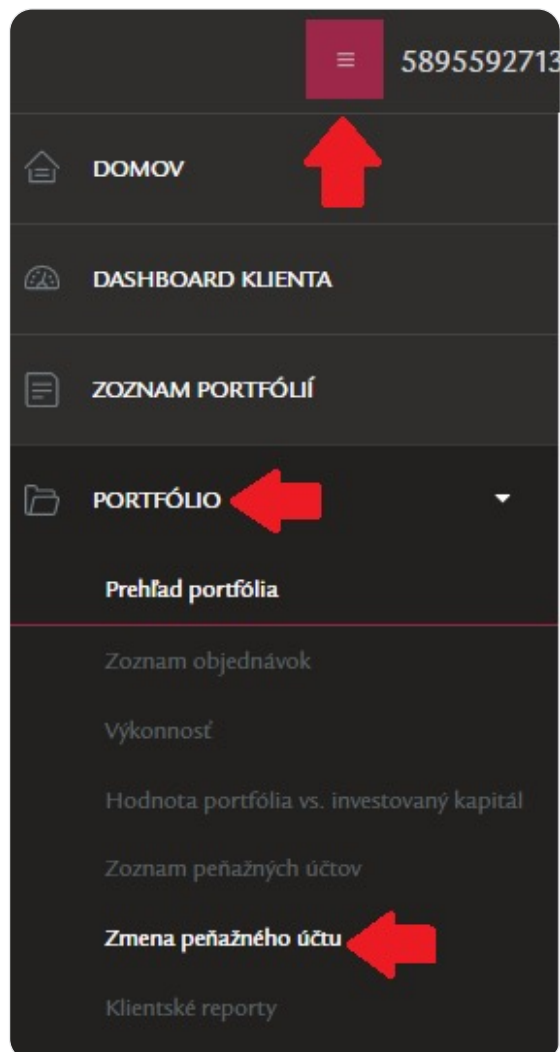 5895592713
DOMOV
DASHBOARD KLIENTA
ZOZNAM PORTFÓLIÍ
PORTFÓLIO
Prehľad portfólia
Zoznam objednávok
Výkonnosť
Hodnota portfólia vs. investovaný kapitál
Zoznam peňažných účtov
Zmena peňažného účtu
Klientské reporty